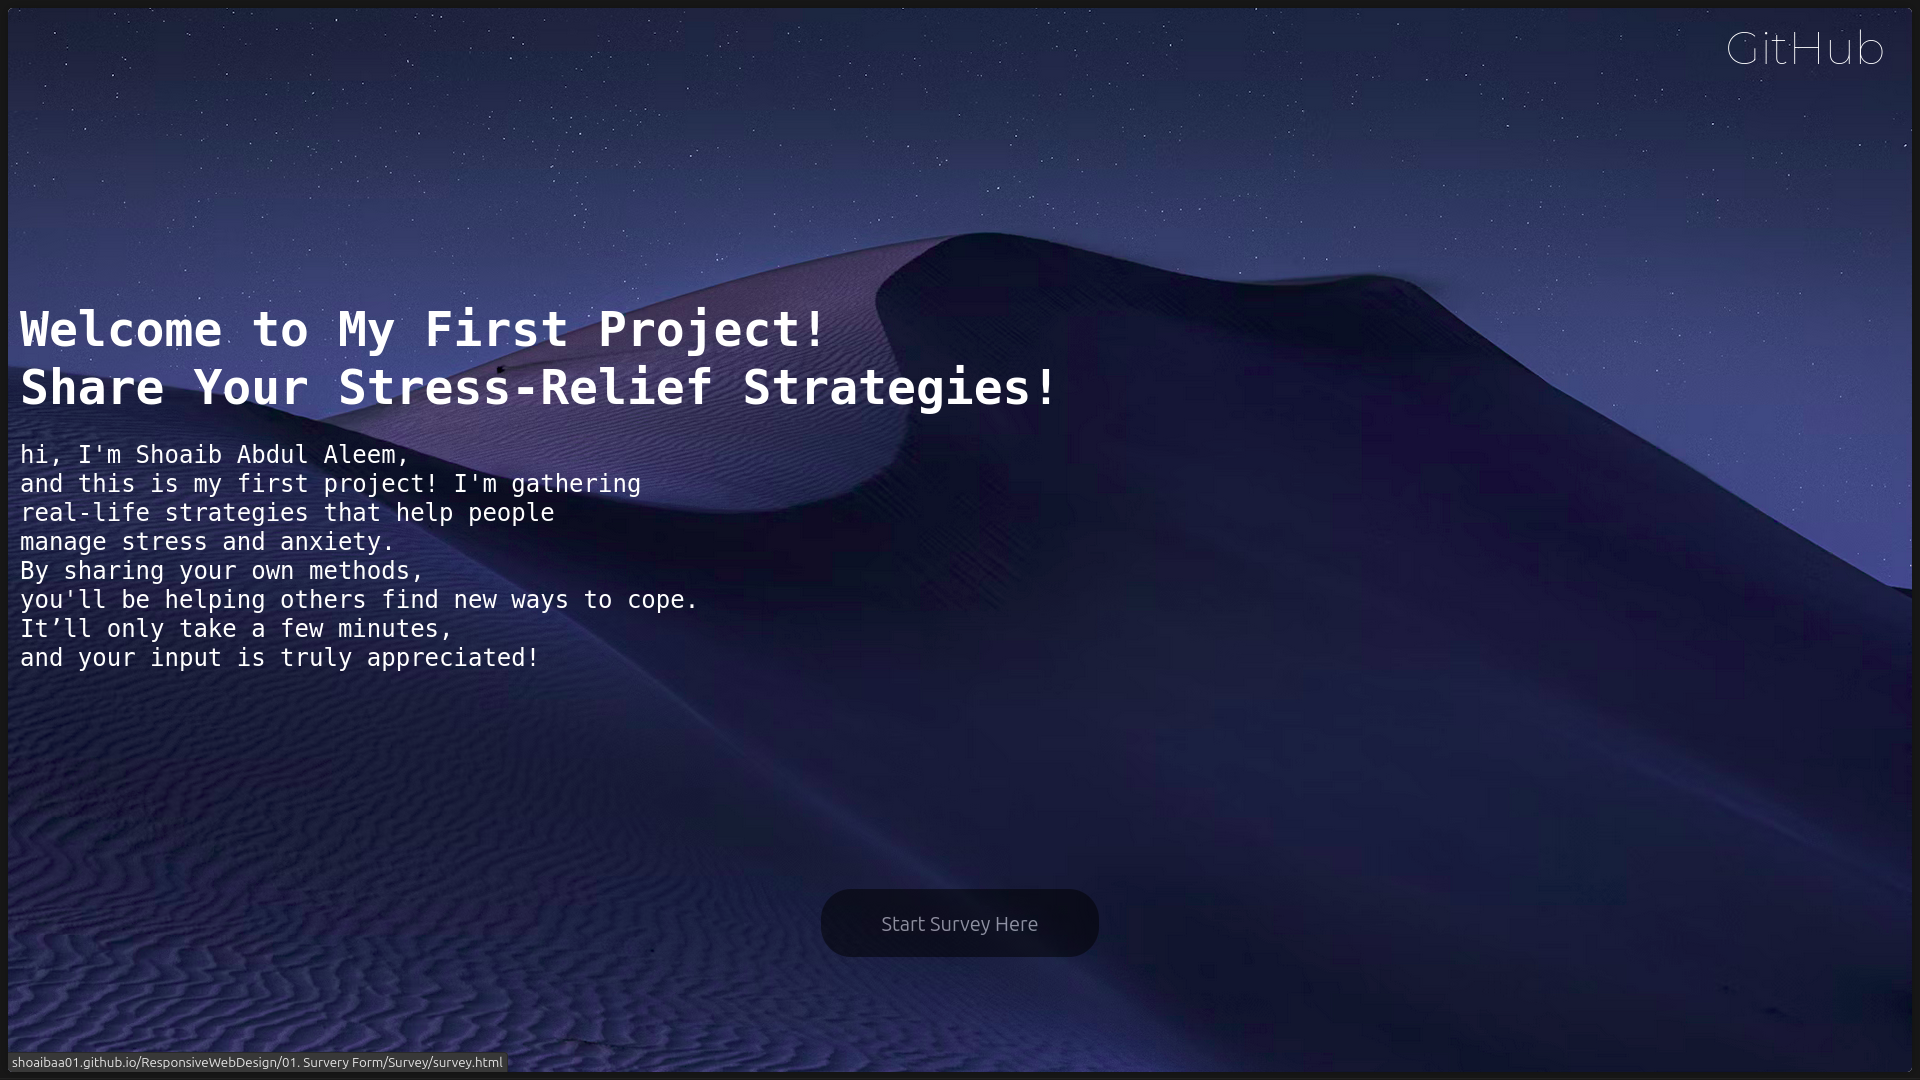 GitHub
Welcome to My First Project!
Share Your Stress-Relief Strategies!
hi, I'm Shoaib Abdul Aleem,
and this is my first project! I'm gathering
real-life strategies that help people
manage stress and anxiety.
By sharing your own methods,
you'll be helping others find new ways to cope.
It’ll only take a few minutes,
and your input is truly appreciated!
Start Survey Here
shoaibaa01.github.io/ResponsiveWebDesign/01. Survery Form/Survey/survey.html